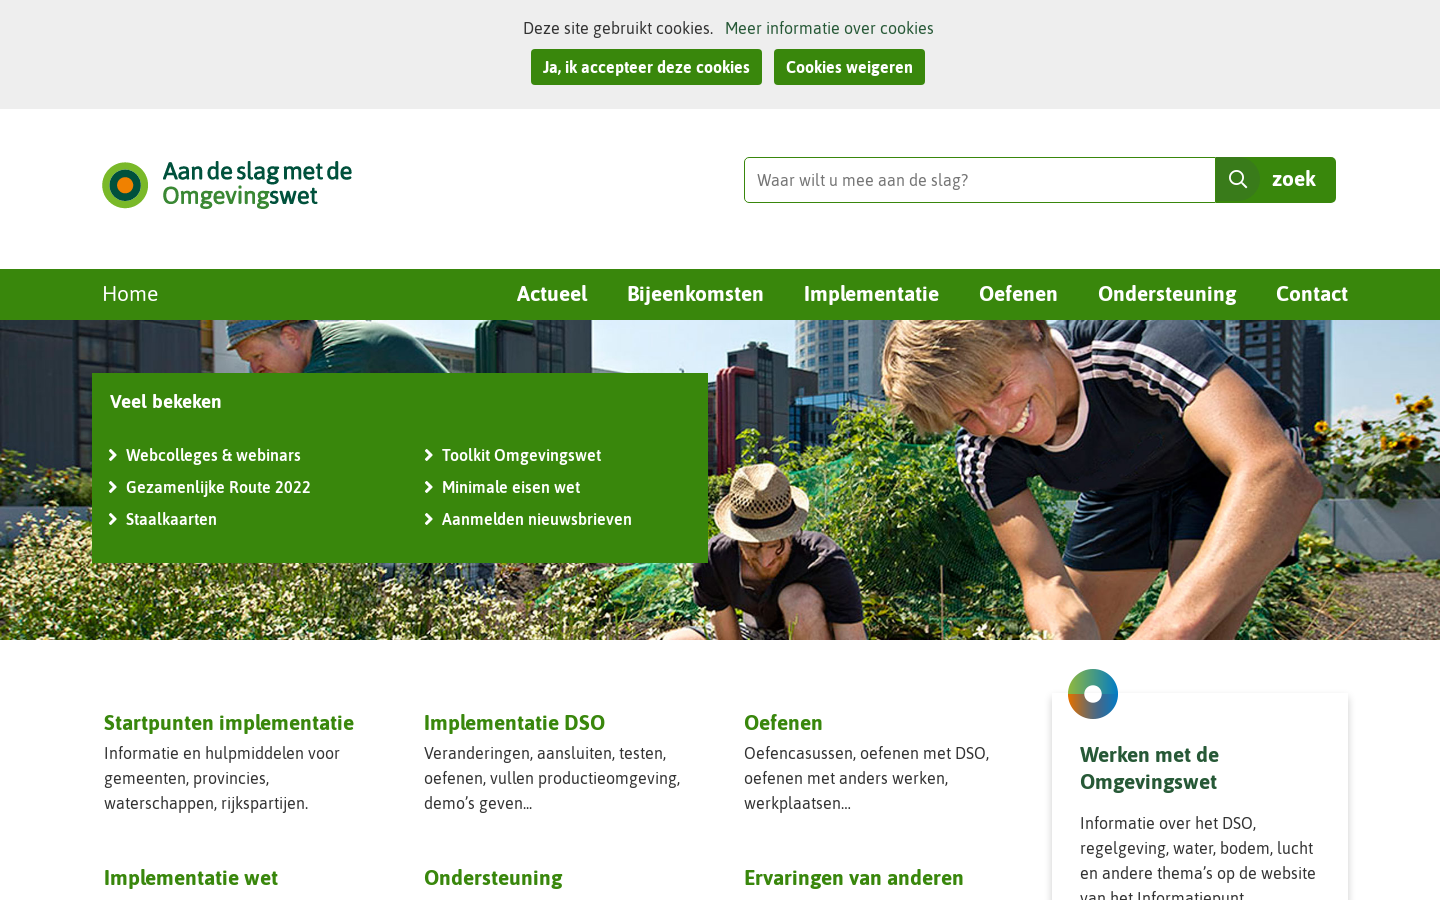 Deze site gebruikt cookies. Meer informatie over cookies
Ja, ik accepteer deze cookies Cookies weigeren
Aan de slag met de
Omgevingswet
Waar wilt u mee aan de slag? zoek
Home Actueel Bijeenkomsten Implementatie Oefenen Ondersteuning Contact
Veel bekeken
Webcolleges & webinars
Gezamenlijke Route 2022
Staalkaarten
Toolkit Omgevingswet
Minimale eisen wet
Aanmelden nieuwsbrieven
Startpunten implementatie
Informatie en hulpmiddelen voor
gemeenten, provincies,
waterschappen, rijkspartijen.
Implementatie DSO
Veranderingen, aansluiten, testen,
oefenen, vullen productieomgeving,
demo’s geven...
Oefenen
Oefencasussen, oefenen met DSO,
oefenen met anders werken,
werkplaatsen...
Implementatie wet
Ondersteuning
Ervaringen van anderen
Werken met de
Omgevingswet
Informatie over het DSO,
regelgeving, water, bodem, lucht
en andere thema’s op de website
van het Informatiepunt